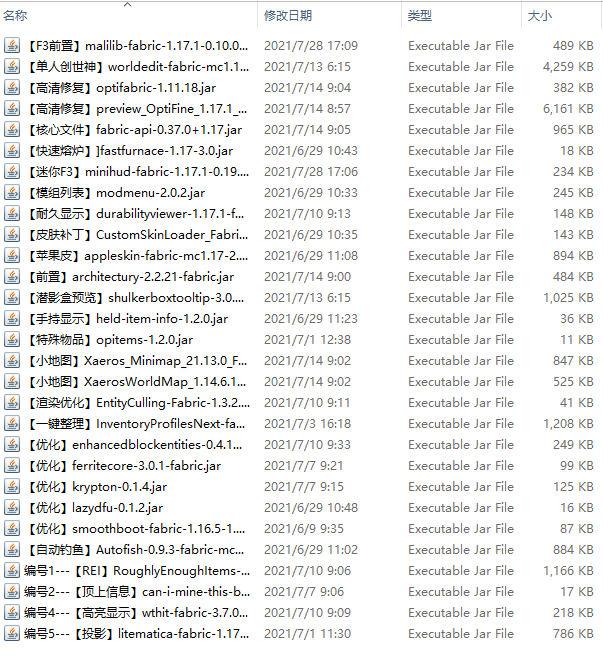 名称 修改日期 类型 大小
【F3前置】malilib-fabric-1.17.1-0.10.0... 2021/7/28 17:09 Executable Jar File 489 KB
【单人创世神】worldedit-fabric-mc1.1... 2021/7/13 6:15 Executable Jar File 4,259 KB
【高清修复】optifabric-1.11.18.jar 2021/7/14 9:04 Executable Jar File 382 KB
【高清修复】preview_OptiFine_1.17.1_... 2021/7/14 8:57 Executable Jar File 6,161 KB
【核心文件】fabric-api-0.37.0+1.17.jar 2021/7/14 9:05 Executable Jar File 965 KB
【快速熔炉】]fastfurnace-1.17-3.0.jar 2021/6/29 10:43 Executable Jar File 18 KB
【迷你F3】minihud-fabric-1.17.1-0.19.... 2021/7/28 17:06 Executable Jar File 234 KB
【模组列表】modmenu-2.0.2.jar 2021/6/29 10:33 Executable Jar File 245 KB
【耐久显示】durabilityviewer-1.17.1-f... 2021/7/10 9:13 Executable Jar File 148 KB
【皮肤补丁】CustomSkinLoader_Fabri... 2021/6/29 10:35 Executable Jar File 143 KB
【苹果皮】appleskin-fabric-mc1.17-2.... 2021/6/29 11:08 Executable Jar File 894 KB
【前置】architectury-2.2.21-fabric.jar 2021/7/14 9:00 Executable Jar File 484 KB
【潜影盒预览】shulkerboxtooltip-3.0.... 2021/7/13 6:15 Executable Jar File 1,025 KB
【手持显示】held-item-info-1.2.0.jar 2021/6/29 11:23 Executable Jar File 36 KB
【特殊物品】opitems-1.2.0.jar 2021/7/1 12:38 Executable Jar File 11 KB
【小地图】Xaeros_Minimap_21.13.0_F... 2021/7/14 9:02 Executable Jar File 847 KB
【小地图】XaerosWorldMap_1.14.6.1... 2021/7/14 9:02 Executable Jar File 525 KB
【渲染优化】EntityCulling-Fabric-1.3.2.... 2021/7/10 9:11 Executable Jar File 41 KB
【一键整理】InventoryProfilesNext-fa... 2021/7/3 16:18 Executable Jar File 1,208 KB
【优化】enhancedblockentities-0.4.1... 2021/7/10 9:33 Executable Jar File 249 KB
【优化】ferritecore-3.0.1-fabric.jar 2021/7/7 9:21 Executable Jar File 99 KB
【优化】krypton-0.1.4.jar 2021/7/7 9:15 Executable Jar File 125 KB
【优化】lazydfu-0.1.2.jar 2021/6/29 10:48 Executable Jar File 16 KB
【优化】smoothboot-fabric-1.16.5-1.... 2021/6/9 9:35 Executable Jar File 87 KB
【自动钓鱼】Autofish-0.9.3-fabric-mc... 2021/6/29 11:02 Executable Jar File 884 KB
编号1---【REI】RoughlyEnoughItems-... 2021/7/10 9:06 Executable Jar File 1,166 KB
编号2---【顶上信息】can-i-mine-this-b... 2021/7/7 9:06 Executable Jar File 17 KB
编号4---【高亮显示】wthit-fabric-3.7.0... 2021/7/10 9:09 Executable Jar File 218 KB
编号5---【投影】litematica-fabric-1.17... 2021/7/1 11:30 Executable Jar File 786 KB